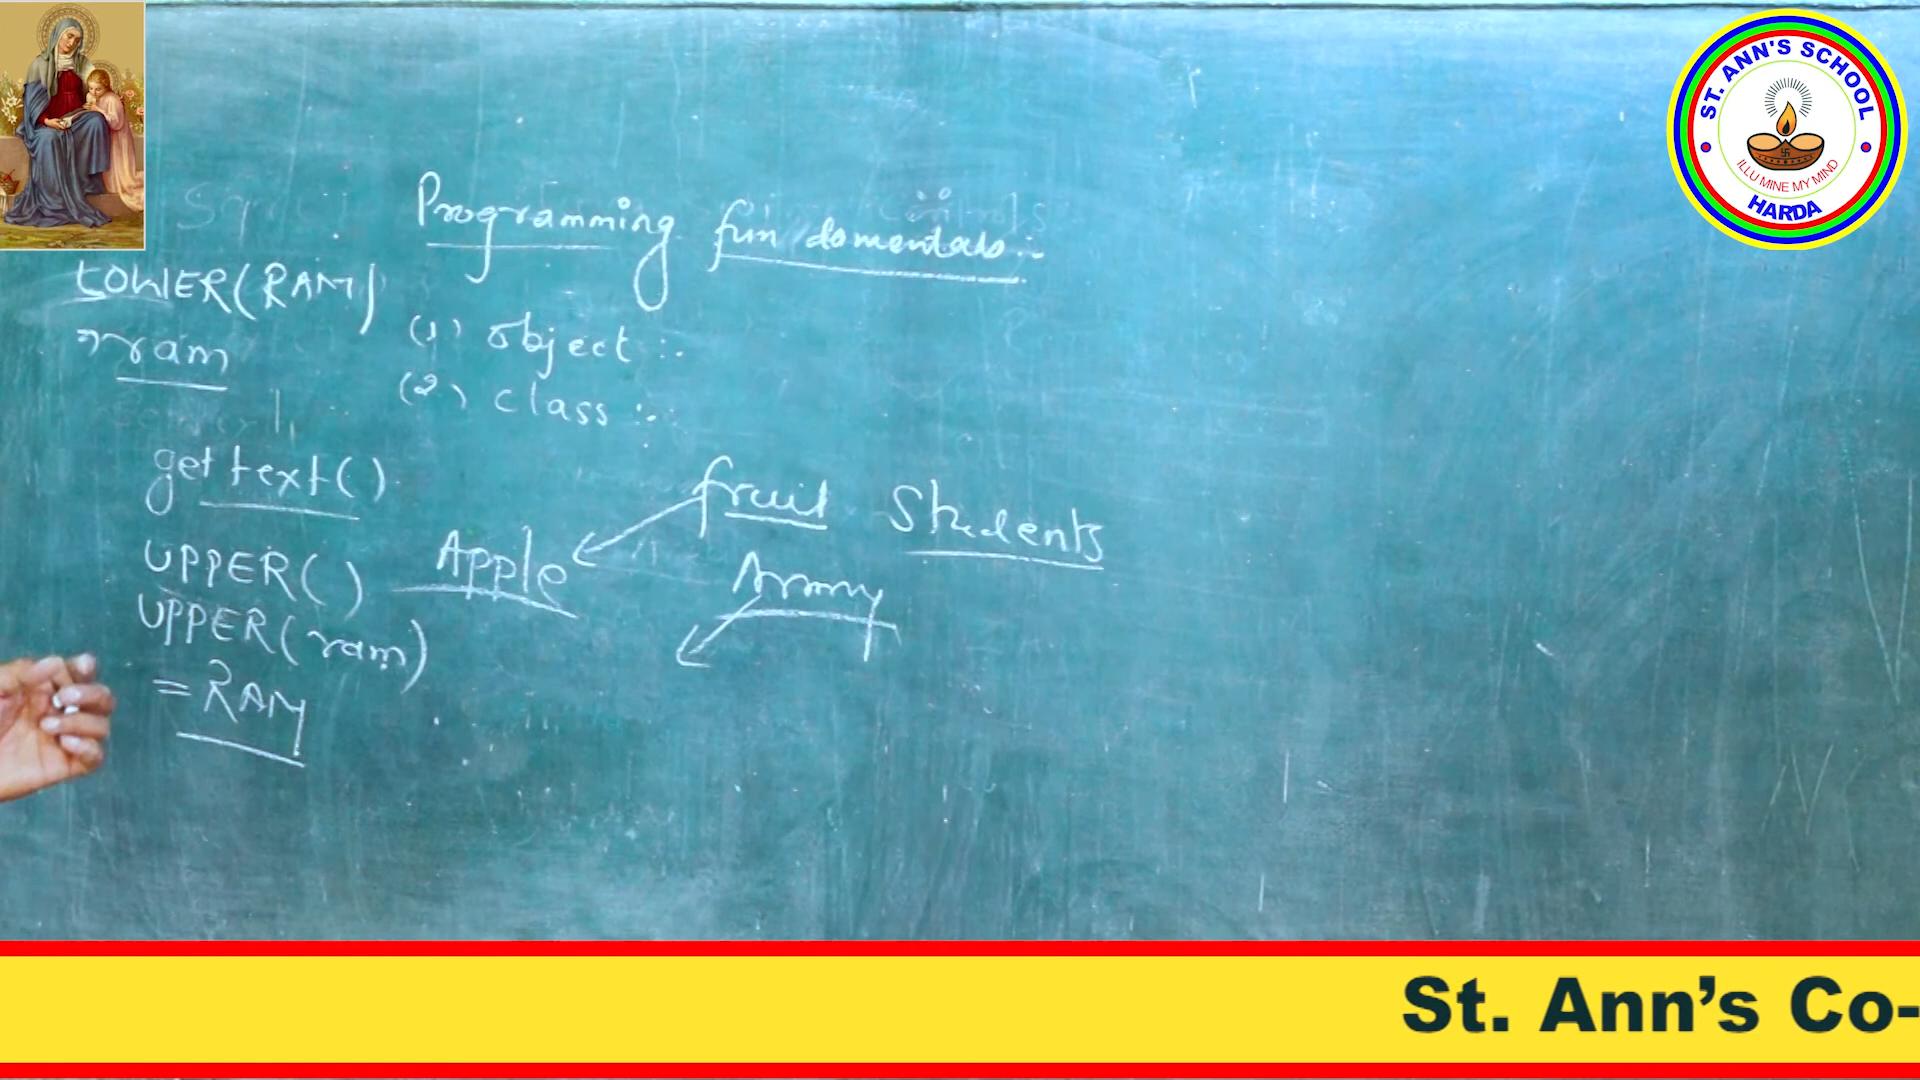 ST. ANN'S SCHOOL
ILLU MINE MY MIND
HARDA
Programming fundamentals :-
LOWER(RAM)
ram
(1) object :-
(2) class :-
get text()
fruit Students
UPPER() Apple Army
UPPER(ram)
= RAM
St. Ann's Co-